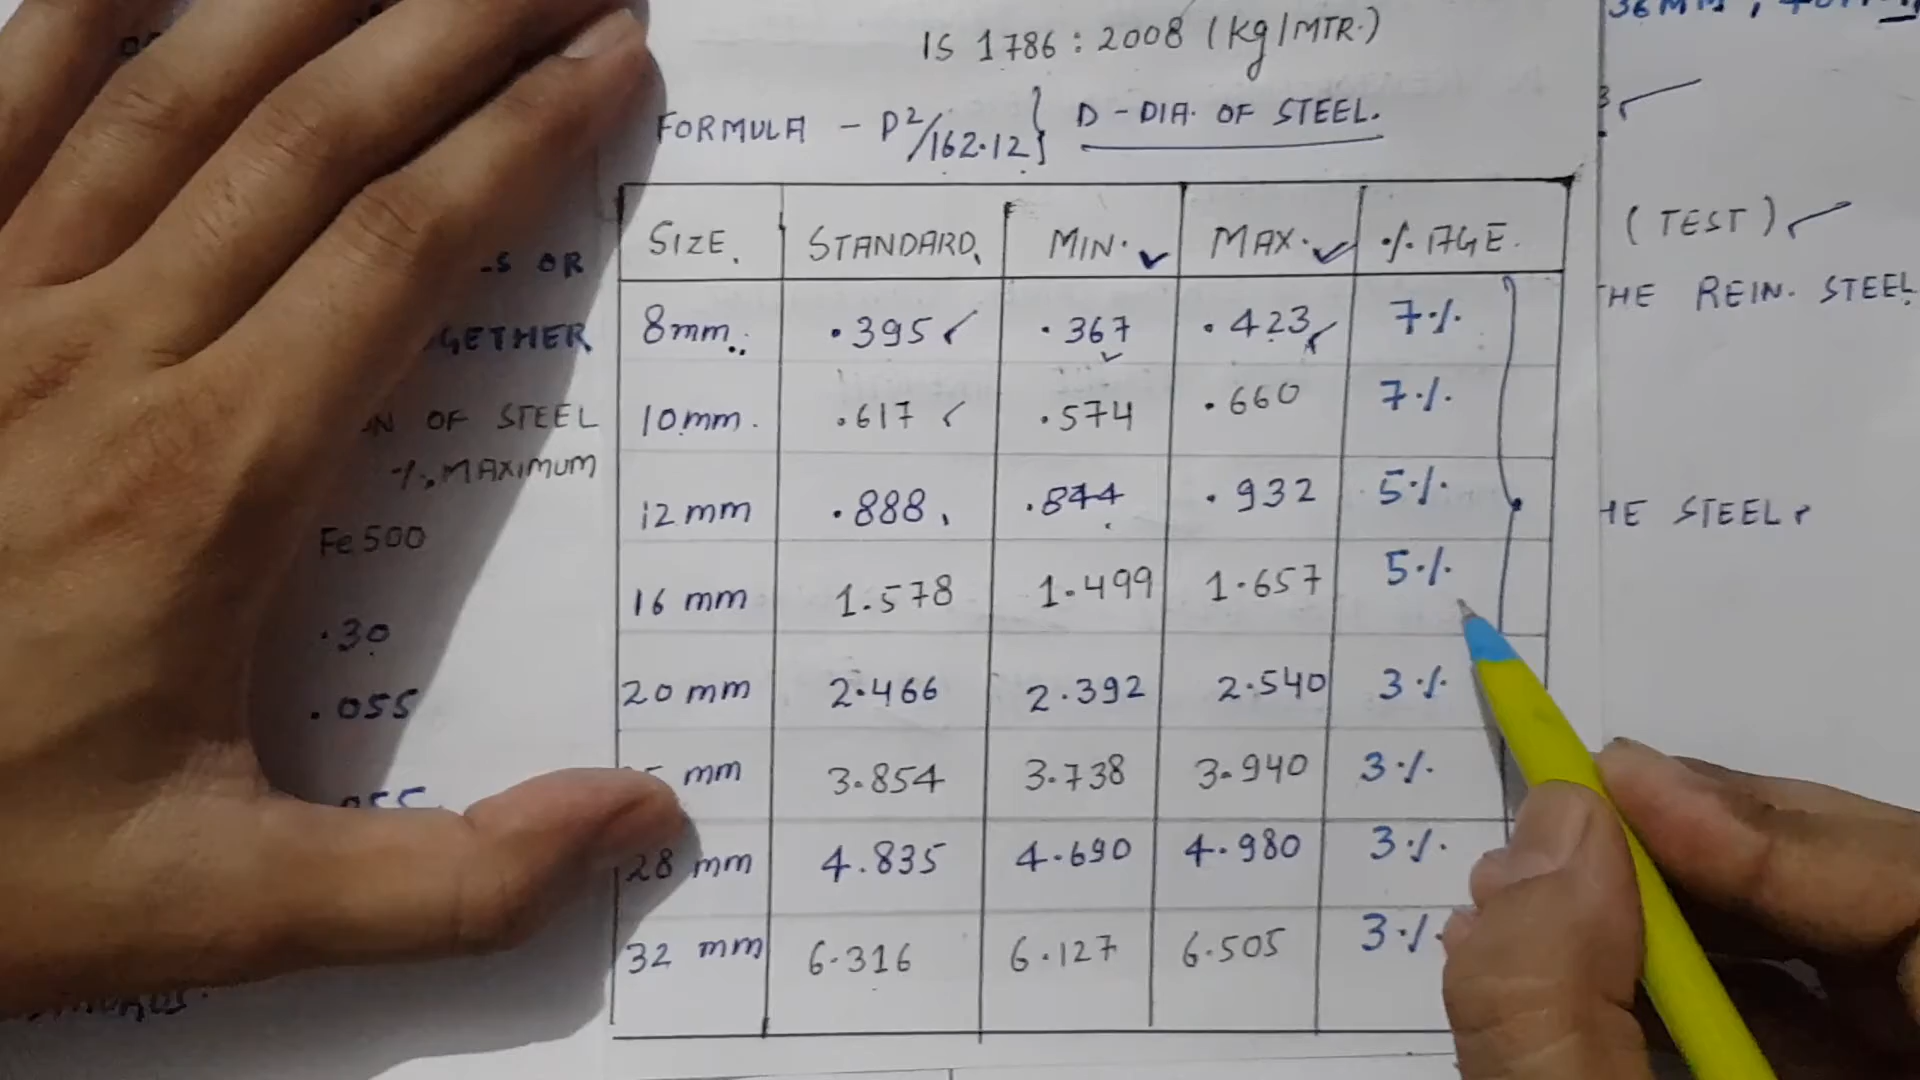 36MM,
IS 1786 : 2008 (Kg/MTR.)
FORMULA - D²/162.12} D - DIA. OF STEEL.
SIZE. STANDARD. MIN. MAX. %AGE.
8mm. .395 .367 .423 7%
10mm. .617 .574 .660 7%
12mm .888 .844 .932 5%
16 mm 1.578 1.499 1.657 5%
20 mm 2.466 2.392 2.540 3%
mm 3.854 3.738 3.940 3%
28 mm 4.835 4.690 4.980 3%
32 mm 6.316 6.127 6.505 3%
OR
GETHER
OF STEEL
%. MAXIMUM
Fe 500
.30
.055
.055
(TEST)
HE REIN. STEEL
HE STEEL